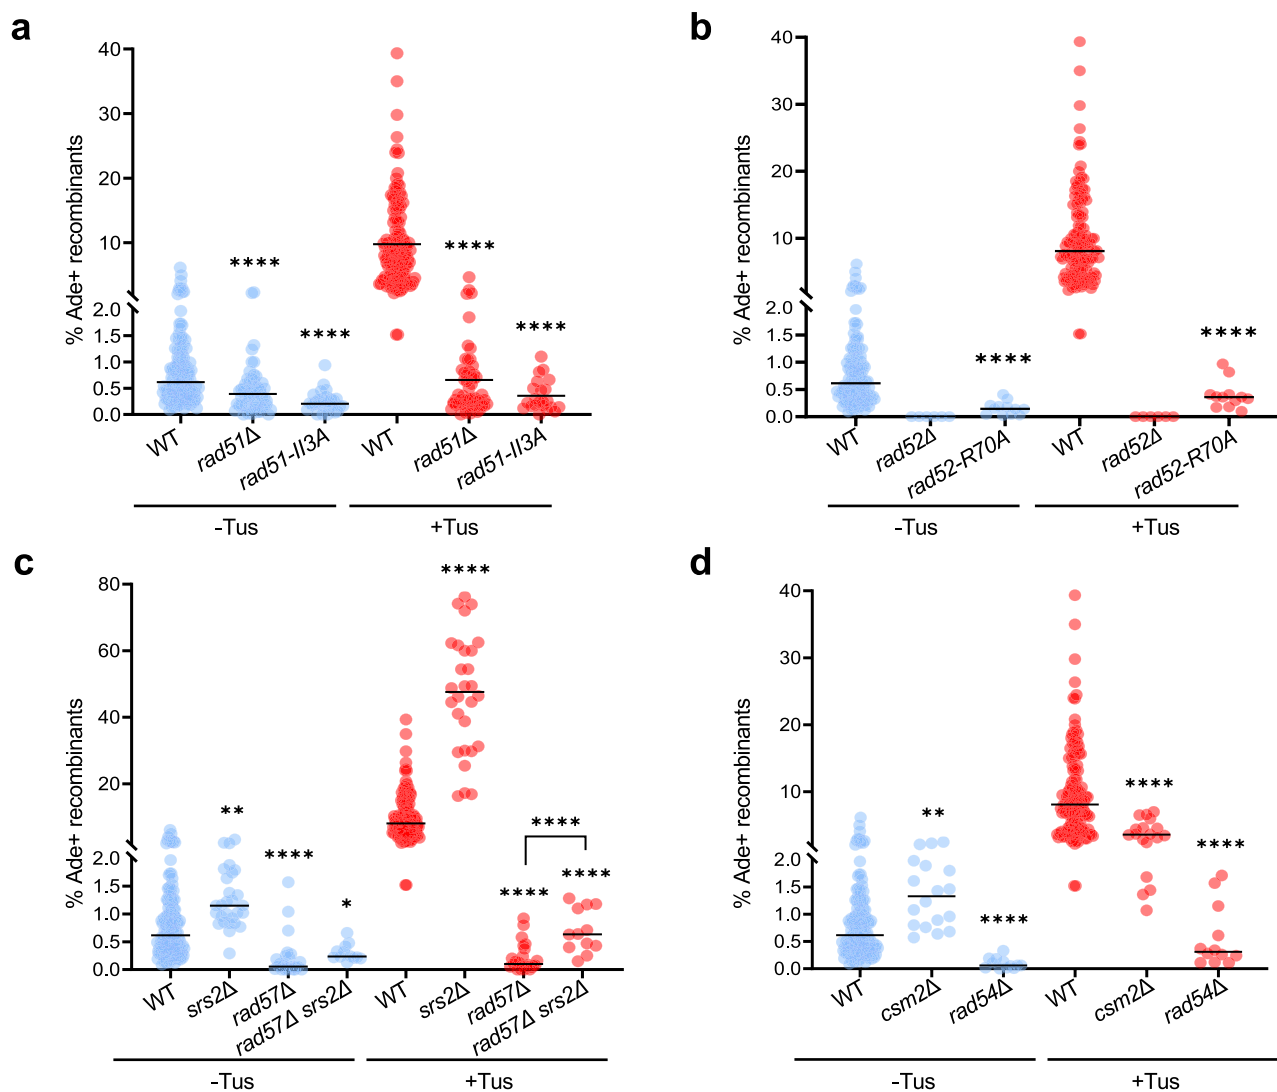 a
% Ade+ recombinants
40
30
20
10
2.0
1.5
1.0
0.5
0.0
****
****
****
****
WT
rad51Δ
rad51-II3A
WT
rad51Δ
rad51-II3A
-Tus
+Tus
b
% Ade+ recombinants
40
30
20
10
2.0
1.5
1.0
0.5
0.0
****
****
WT
rad52Δ
rad52-R70A
WT
rad52Δ
rad52-R70A
-Tus
+Tus
c
% Ade+ recombinants
80
60
40
20
2.0
1.5
1.0
0.5
0.0
**
****
*
****
****
****
****
WT
srs2Δ
rad57Δ
rad57Δ srs2Δ
WT
srs2Δ
rad57Δ
rad57Δ srs2Δ
-Tus
+Tus
d
% Ade+ recombinants
40
30
20
10
2.0
1.5
1.0
0.5
0.0
**
****
****
****
WT
csm2Δ
rad54Δ
WT
csm2Δ
rad54Δ
-Tus
+Tus